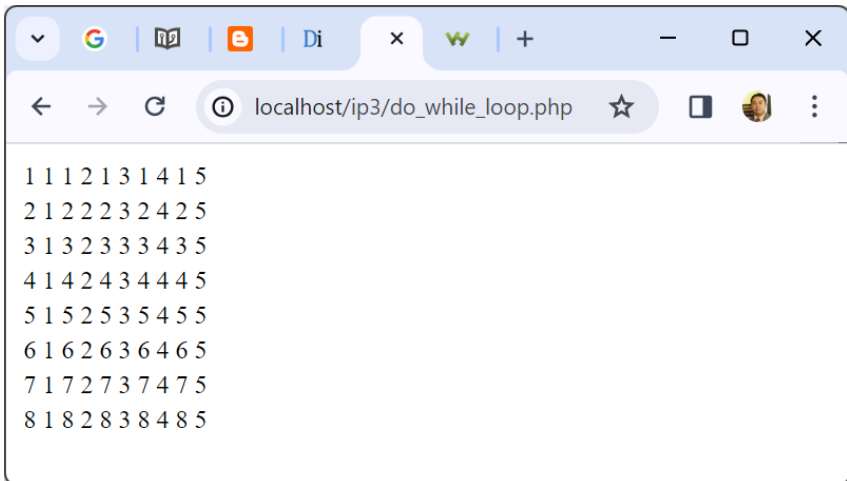 Di
localhost/ip3/do_while_loop.php
1 1 1 2 1 3 1 4 1 5
2 1 2 2 2 3 2 4 2 5
3 1 3 2 3 3 3 4 3 5
4 1 4 2 4 3 4 4 4 5
5 1 5 2 5 3 5 4 5 5
6 1 6 2 6 3 6 4 6 5
7 1 7 2 7 3 7 4 7 5
8 1 8 2 8 3 8 4 8 5